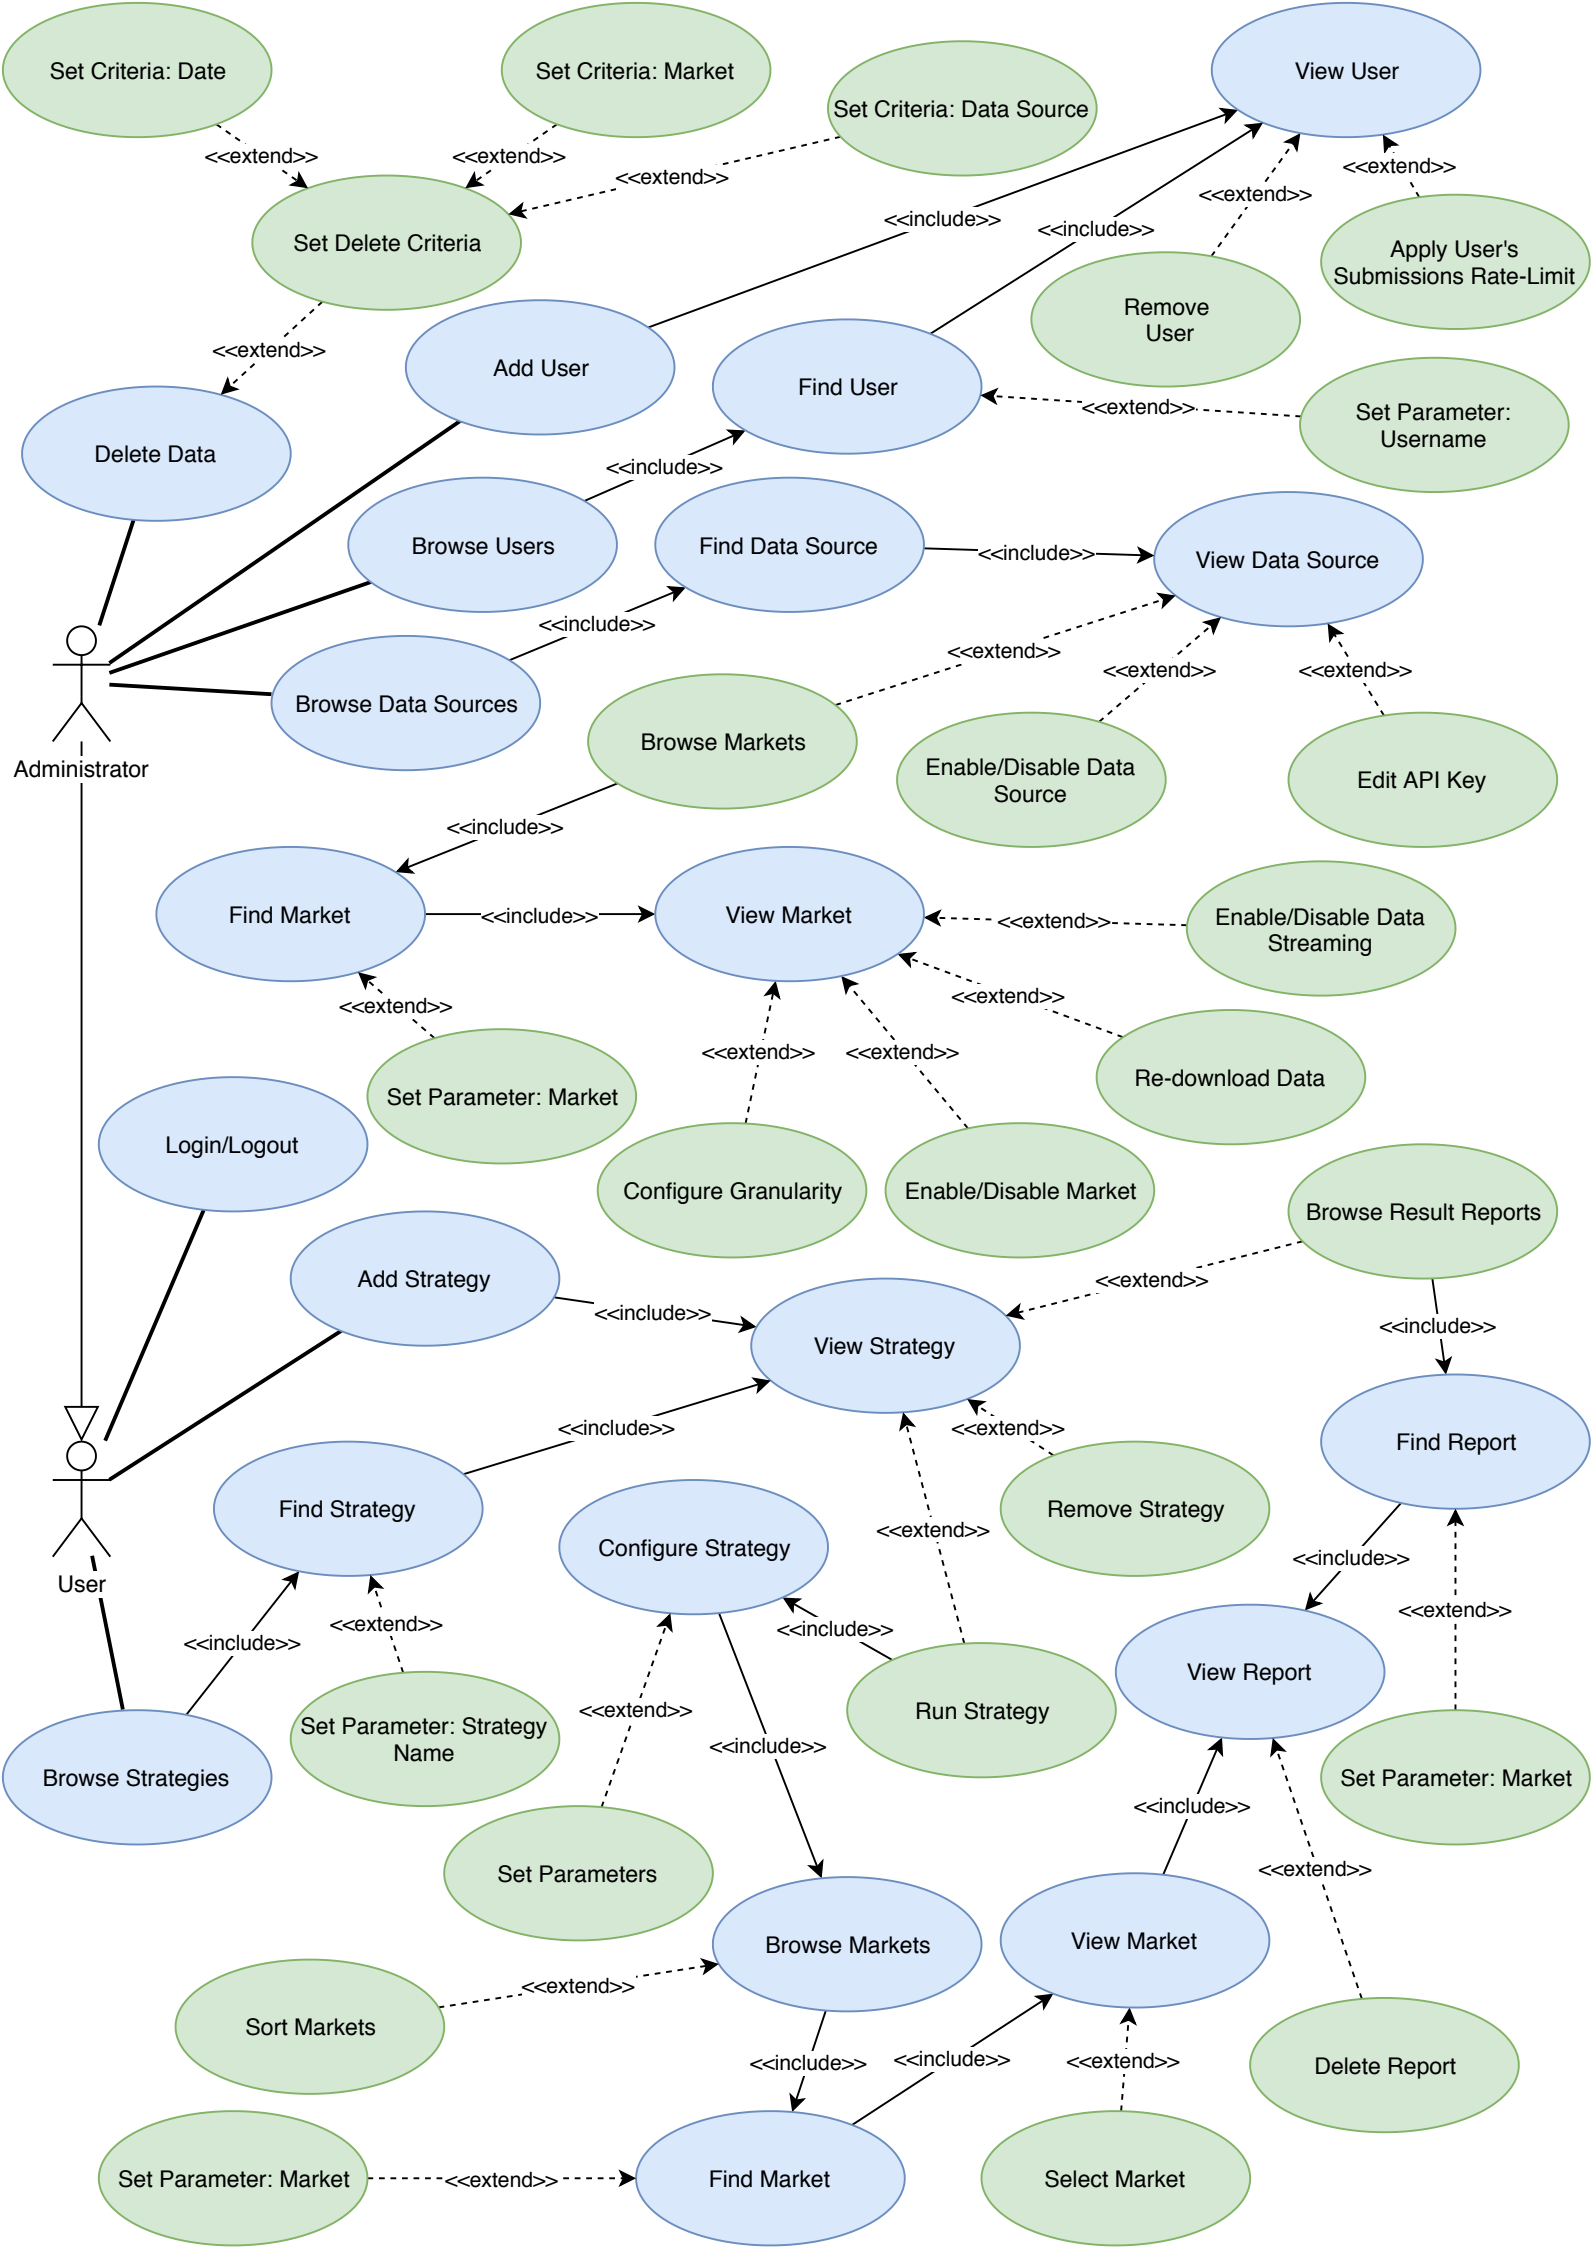 Set Criteria: Date
Set Criteria: Market
View User
Set Criteria: Data Source
<<extend>>
<<extend>>
<<extend>>
<<extend>>
<<extend>>
<<include>>
<<include>>
Set Delete Criteria
Apply User's
Submissions Rate-Limit
Remove
User
<<extend>>
Add User
Find User
<<extend>>
Set Parameter:
Username
Delete Data
<<include>>
Browse Users
Find Data Source
<<include>>
View Data Source
<<include>>
<<extend>>
<<extend>>
<<extend>>
Browse Data Sources
Browse Markets
Administrator
Enable/Disable Data
Source
Edit API Key
<<include>>
Find Market
<<include>>
View Market
<<extend>>
Enable/Disable Data
Streaming
<<extend>>
<<extend>>
<<extend>>
<<extend>>
Re-download Data
Set Parameter: Market
Login/Logout
Configure Granularity
Enable/Disable Market
Browse Result Reports
Add Strategy
<<extend>>
<<include>>
<<include>>
View Strategy
<<include>>
<<extend>>
Find Report
Find Strategy
Remove Strategy
<<extend>>
Configure Strategy
<<include>>
User
<<extend>>
<<extend>>
<<include>>
<<include>>
View Report
<<extend>>
Run Strategy
Set Parameter: Strategy
Name
<<include>>
Browse Strategies
Set Parameter: Market
<<include>>
Set Parameters
<<extend>>
Browse Markets
View Market
<<extend>>
Sort Markets
<<include>>
<<include>>
<<extend>>
Delete Report
Set Parameter: Market
<<extend>>
Find Market
Select Market